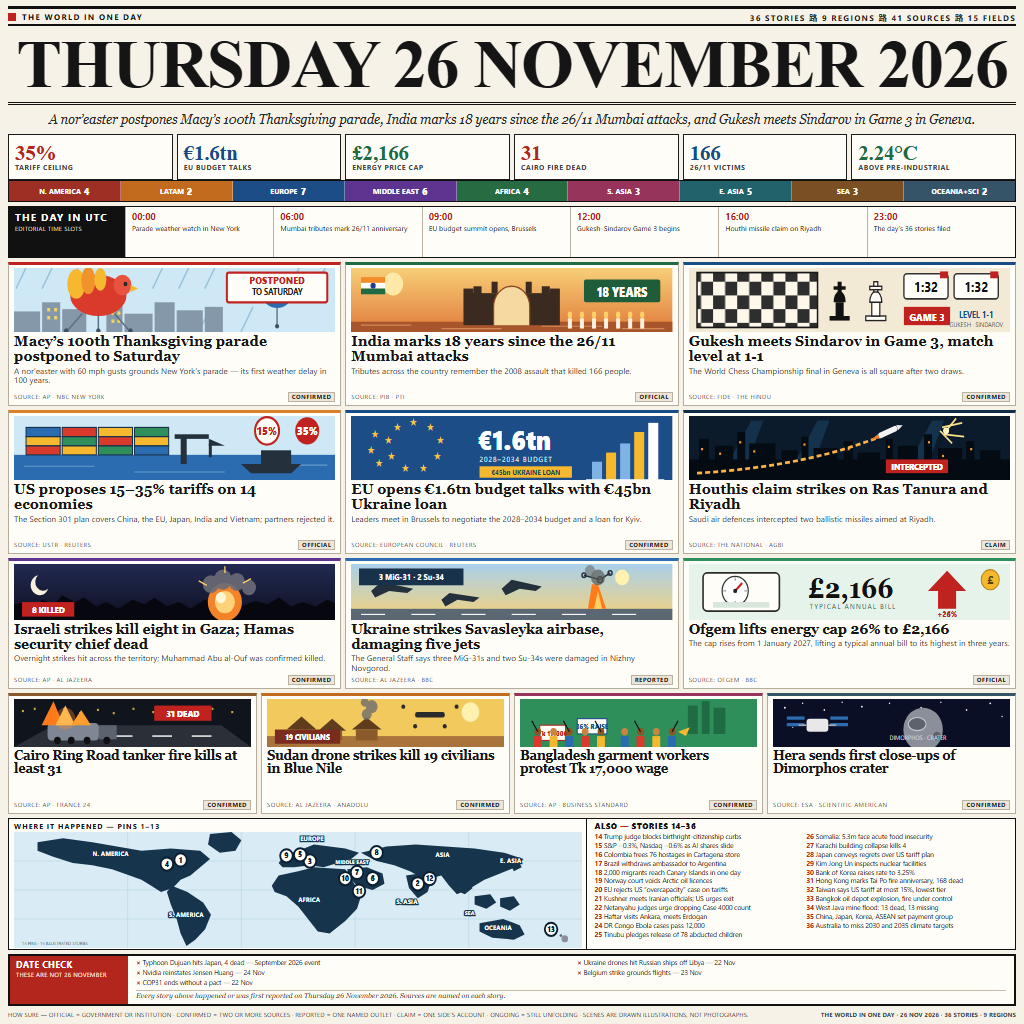 THE WORLD IN ONE DAY
36 STORIES 路 9 REGIONS 路 41 SOURCES 路 15 FIELDS
THURSDAY 26 NOVEMBER 2026
A nor'easter postpones Macy's 100th Thanksgiving parade, India marks 18 years since the 26/11 Mumbai attacks, and Gukesh meets Sindarov in Game 3 in Geneva.
35%
TARIFF CEILING
€1.6tn
EU BUDGET TALKS
£2,166
ENERGY PRICE CAP
31
CAIRO FIRE DEAD
166
26/11 VICTIMS
2.24°C
ABOVE PRE-INDUSTRIAL
N. AMERICA 4
LATAM 2
EUROPE 7
MIDDLE EAST 6
AFRICA 4
S. ASIA 3
E. ASIA 5
SEA 3
OCEANIA+SCI 2
THE DAY IN UTC
EDITORIAL TIME SLOTS
00:00
Parade weather watch in New York
06:00
Mumbai tributes mark 26/11 anniversary
09:00
EU budget summit opens, Brussels
12:00
Gukesh-Sindarov Game 3 begins
16:00
Houthi missile claim on Riyadh
23:00
The day's 36 stories filed
POSTPONED
TO SATURDAY
Macy's 100th Thanksgiving parade
postponed to Saturday
A nor'easter with 60 mph gusts grounds New York's parade — its first weather delay in
100 years.
SOURCE: AP · NBC NEW YORK
CONFIRMED
18 YEARS
India marks 18 years since the 26/11
Mumbai attacks
Tributes across the country remember the 2008 assault that killed 166 people.
SOURCE: PIB · PTI
OFFICIAL
1:32
1:32
GAME 3
LEVEL 1-1
GUKESH · SINDAROV
Gukesh meets Sindarov in Game 3, match
level at 1-1
The World Chess Championship final in Geneva is all square after two draws.
SOURCE: FIDE · THE HINDU
CONFIRMED
15%
35%
US proposes 15–35% tariffs on 14
economies
The Section 301 plan covers China, the EU, Japan, India and Vietnam; partners rejected it.
SOURCE: USTR · REUTERS
OFFICIAL
€1.6tn
2028–2034 BUDGET
€45bn UKRAINE LOAN
EU opens €1.6tn budget talks with €45bn
Ukraine loan
Leaders meet in Brussels to negotiate the 2028–2034 budget and a loan for Kyiv.
SOURCE: EUROPEAN COUNCIL · REUTERS
CONFIRMED
INTERCEPTED
Houthis claim strikes on Ras Tanura and
Riyadh
Saudi air defences intercepted two ballistic missiles aimed at Riyadh.
SOURCE: THE NATIONAL · AGBI
CLAIM
8 KILLED
Israeli strikes kill eight in Gaza; Hamas
security chief dead
Overnight strikes hit across the territory; Muhammad Abu al-Ouf was confirmed killed.
SOURCE: AP · AL JAZEERA
CONFIRMED
3 MiG-31 · 2 Su-34
Ukraine strikes Savasleyka airbase,
damaging five jets
The General Staff says three MiG-31s and two Su-34s were damaged in Nizhny
Novgorod.
SOURCE: AL JAZEERA · BBC
REPORTED
£2,166
TYPICAL ANNUAL BILL
+26%
£
Ofgem lifts energy cap 26% to £2,166
The cap rises from 1 January 2027, lifting a typical annual bill to its highest in three years.
SOURCE: OFGEM · BBC
OFFICIAL
31 DEAD
Cairo Ring Road tanker fire kills at
least 31
SOURCE: AP · FRANCE 24
CONFIRMED
19 CIVILIANS
Sudan drone strikes kill 19 civilians
in Blue Nile
SOURCE: AL JAZEERA · ANADOLU
CONFIRMED
Bangladesh garment workers
protest Tk 17,000 wage
SOURCE: AP · BUSINESS STANDARD
CONFIRMED
DIMORPHOS · CRATER
Hera sends first close-ups of
Dimorphos crater
SOURCE: ESA · SCIENTIFIC AMERICAN
CONFIRMED
WHERE IT HAPPENED — PINS 1–13
N. AMERICA
S. AMERICA
EUROPE
MIDDLE EAST
AFRICA
ASIA
S. ASIA
E. ASIA
SEA
OCEANIA
4
1
9
5
3
8
7
10
6
11
2
12
13
ALSO — STORIES 14–36
14 Trump judge blocks birthright-citizenship curbs
15 S&P −0.3%, Nasdaq −0.6% as AI shares slide
16 Colombia frees 76 hostages in Cartagena store
17 Brazil withdraws ambassador to Argentina
18 2,000 migrants reach Canary Islands in one day
19 Norway court voids Arctic oil licences
20 EU rejects US "overcapacity" case on tariffs
21 Kushner meets Iranian officials; US urges exit
22 Netanyahu judges urge dropping Case 4000 count
23 Haftar visits Ankara, meets Erdogan
24 DR Congo Ebola cases pass 12,000
25 Tinubu pledges release of 78 abducted children
26 Somalia: 5.3m face acute food insecurity
27 Karachi building collapse kills 4
28 Japan conveys regrets over US tariff plan
29 Kim Jong Un inspects nuclear facilities
30 Bank of Korea raises rate to 3.25%
31 Hong Kong marks Tai Po fire anniversary, 168 dead
32 Taiwan says US tariff at most 15%, lowest tier
33 Bangkok oil depot explosion, fire under control
34 West Java mine flood: 13 dead, 13 missing
35 China, Japan, Korea, ASEAN set payment group
36 Australia to miss 2030 and 2035 climate targets
DATE CHECK
THESE ARE NOT 26 NOVEMBER
× Typhoon Dujuan hits Japan, 4 dead — September 2026 event
× Nvidia reinstates Jensen Huang — 24 Nov
× COP31 ends without a pact — 22 Nov
× Ukraine drones hit Russian ships off Libya — 22 Nov
× Belgium strike grounds flights — 23 Nov
Every story above happened or was first reported on Thursday 26 November 2026. Sources are named on each story.
HOW SURE — OFFICIAL = GOVERNMENT OR INSTITUTION · CONFIRMED = TWO OR MORE SOURCES · REPORTED = ONE NAMED OUTLET · CLAIM = ONE SIDE'S ACCOUNT · ONGOING = STILL UNFOLDING · SCENES ARE DRAWN ILLUSTRATIONS, NOT PHOTOGRAPHS.
THE WORLD IN ONE DAY · 26 NOV 2026 · 36 STORIES · 9 REGIONS